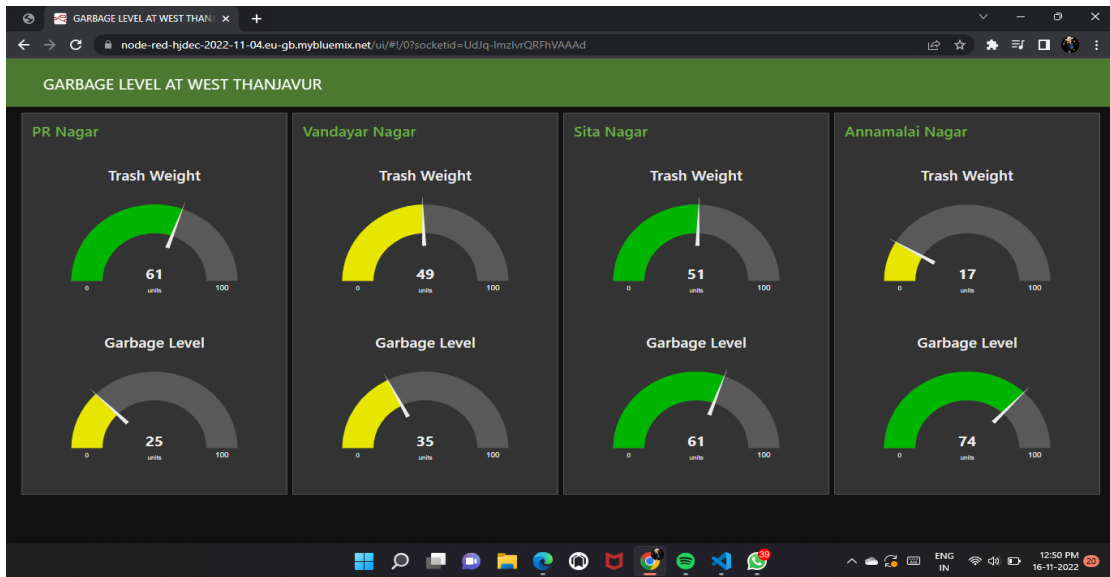 GARBAGE LEVEL AT WEST THANJ
node-red-hjdec-2022-11-04.eu-gb.mybluemix.net/ui/#!/0?socketid=UdJq-ImzIvrQRFhVAAAd
GARBAGE LEVEL AT WEST THANJAVUR
PR Nagar
Trash Weight
61
0 units 100
Garbage Level
25
0 units 100
Vandayar Nagar
Trash Weight
49
0 units 100
Garbage Level
35
0 units 100
Sita Nagar
Trash Weight
51
0 units 100
Garbage Level
61
0 units 100
Annamalai Nagar
Trash Weight
17
0 units 100
Garbage Level
74
0 units 100
39
ENG
IN
12:50 PM
16-11-2022
20